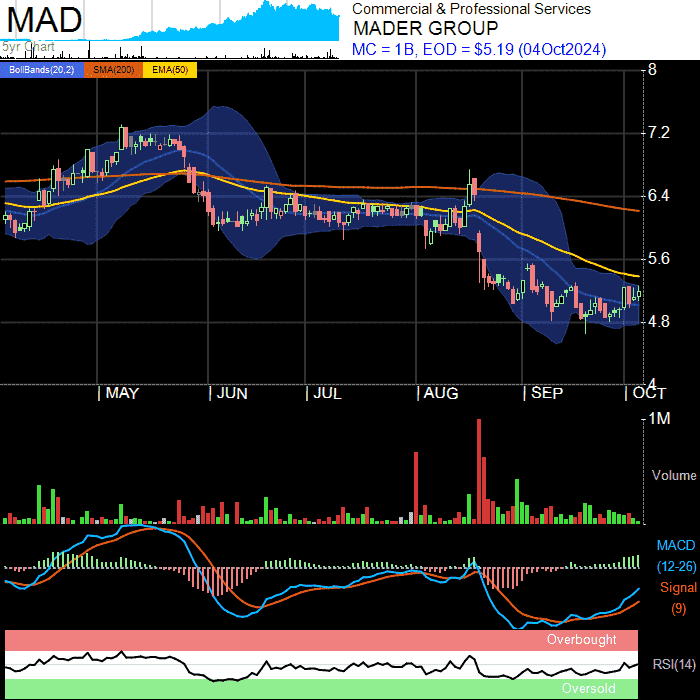 MAD
5yr Chart
Commercial & Professional Services
MADER GROUP
MC = 1B, EOD = $5.19 (04Oct2024)
BollBands(20,2) SMA(200) EMA(50)
8
7.2
6.4
5.6
4.8
4
MAY JUN JUL AUG SEP OCT
1M
Volume
MACD
(12-26)
Signal
(9)
Overbought
RSI(14)
Oversold